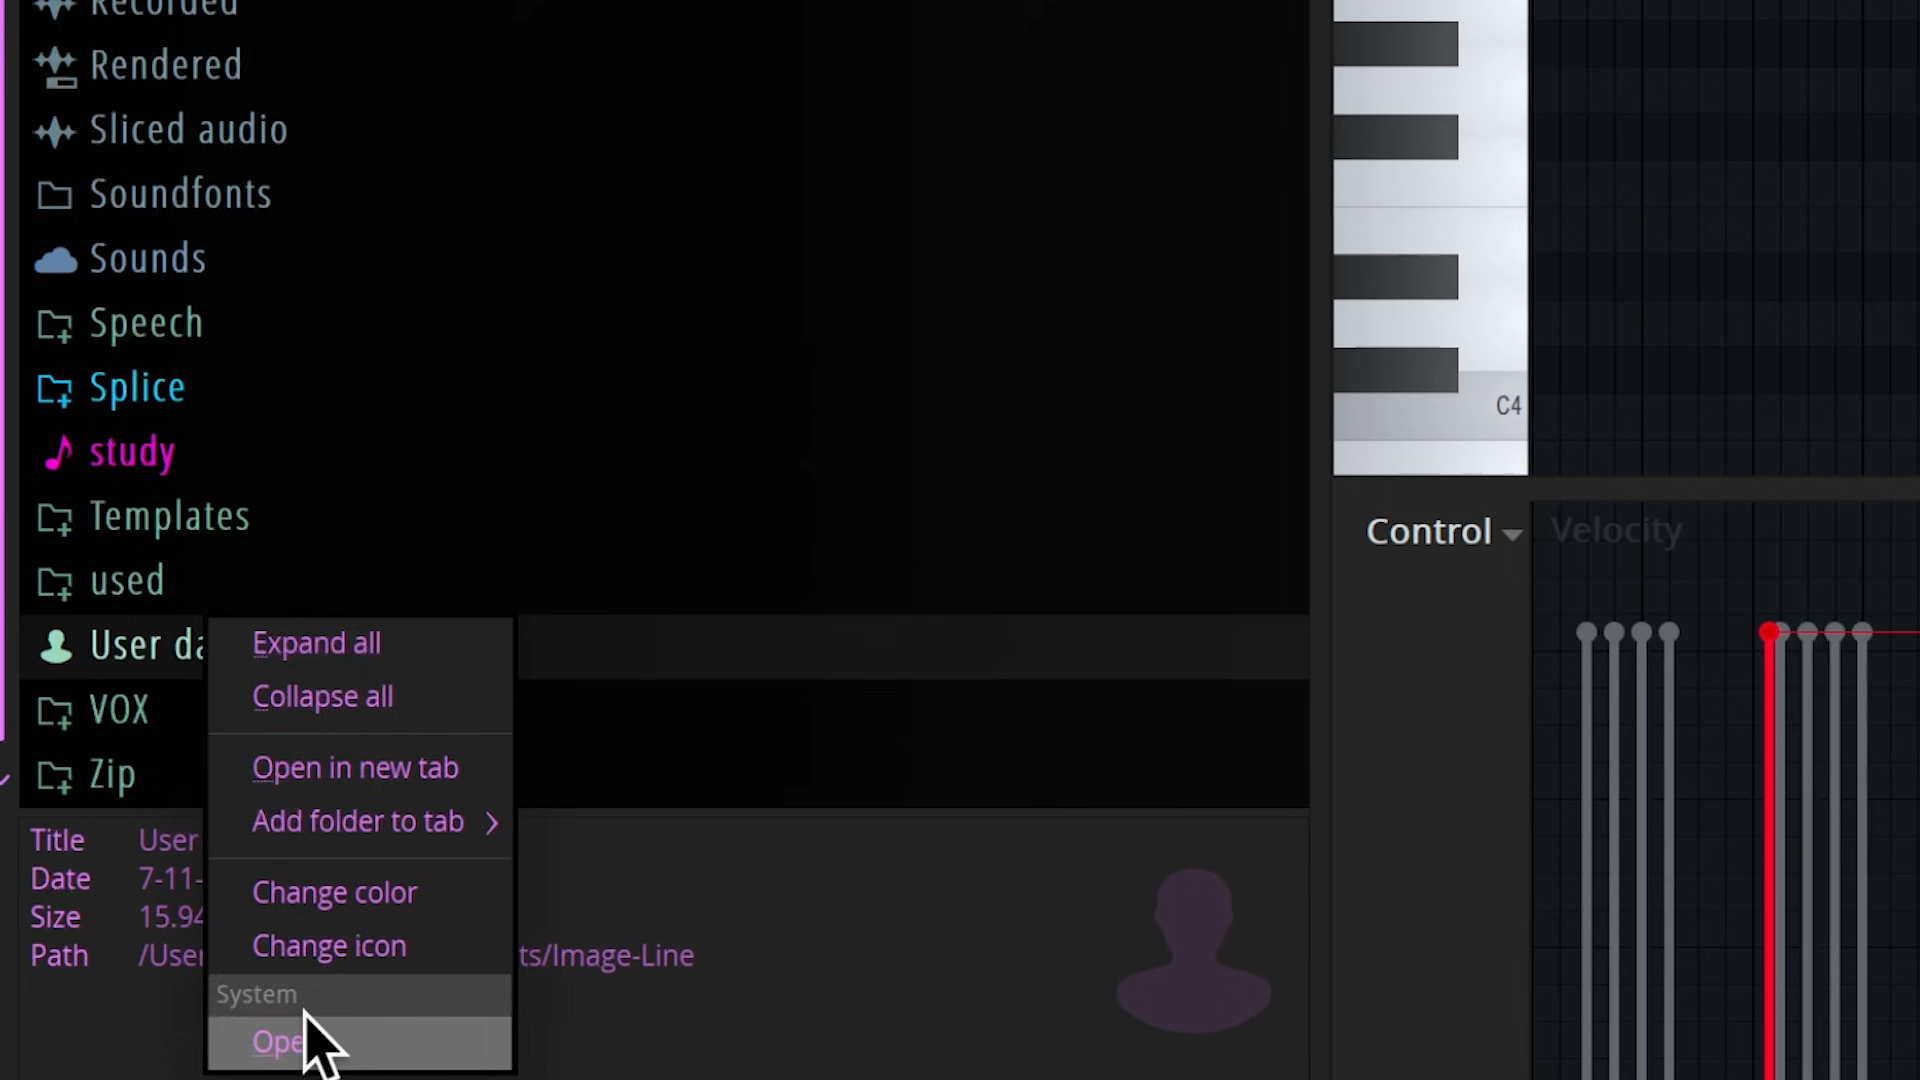 Recorded
Rendered
Sliced audio
Soundfonts
Sounds
Speech
Splice
study
Templates
used
User da
VOX
Zip
Expand all
Collapse all
Open in new tab
Add folder to tab
Change color
Change icon
System
Ope
Title User
Date 7-11-
Size 15.94
Path /User ts/Image-Line
C4
Control
Velocity